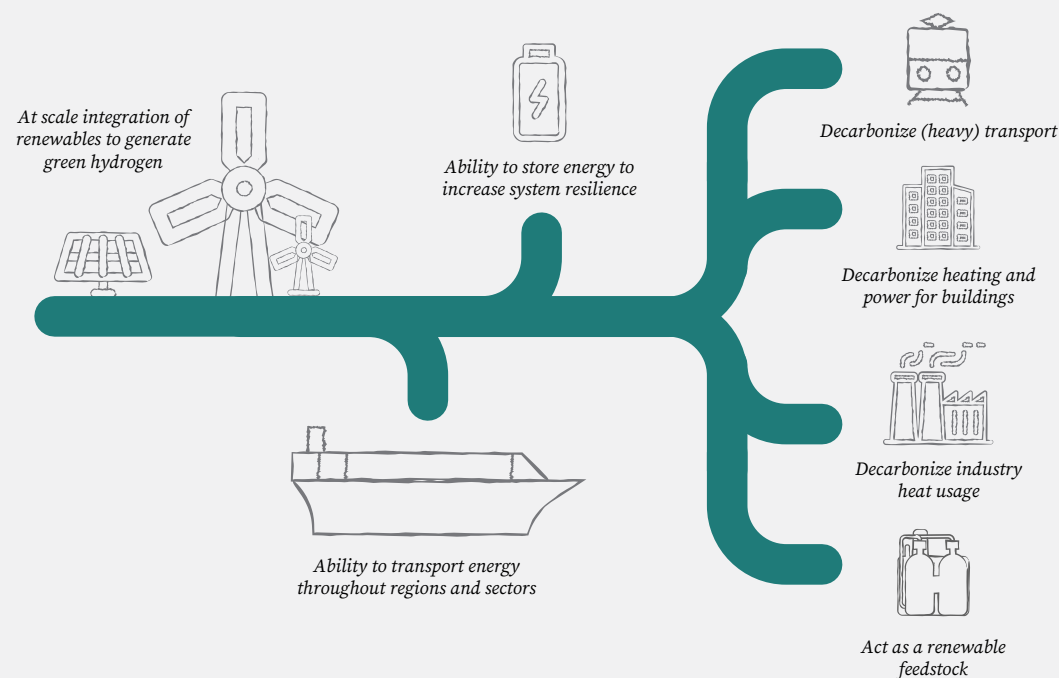 At scale integration of
renewables to generate
green hydrogen
Ability to store energy to
increase system resilience
Ability to transport energy
throughout regions and sectors
Decarbonize (heavy) transport
Decarbonize heating and
power for buildings
Decarbonize industry
heat usage
Act as a renewable
feedstock